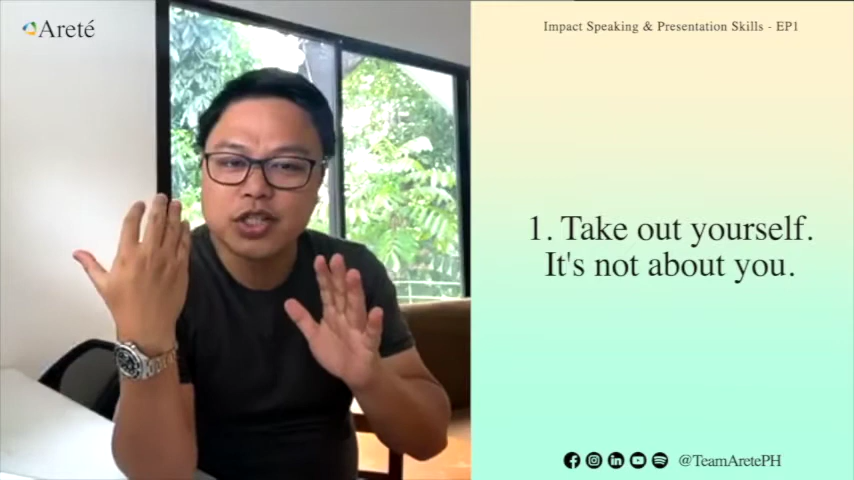 Areté
Impact Speaking & Presentation Skills - EP1
1. Take out yourself.
It's not about you.
@TeamAretePH